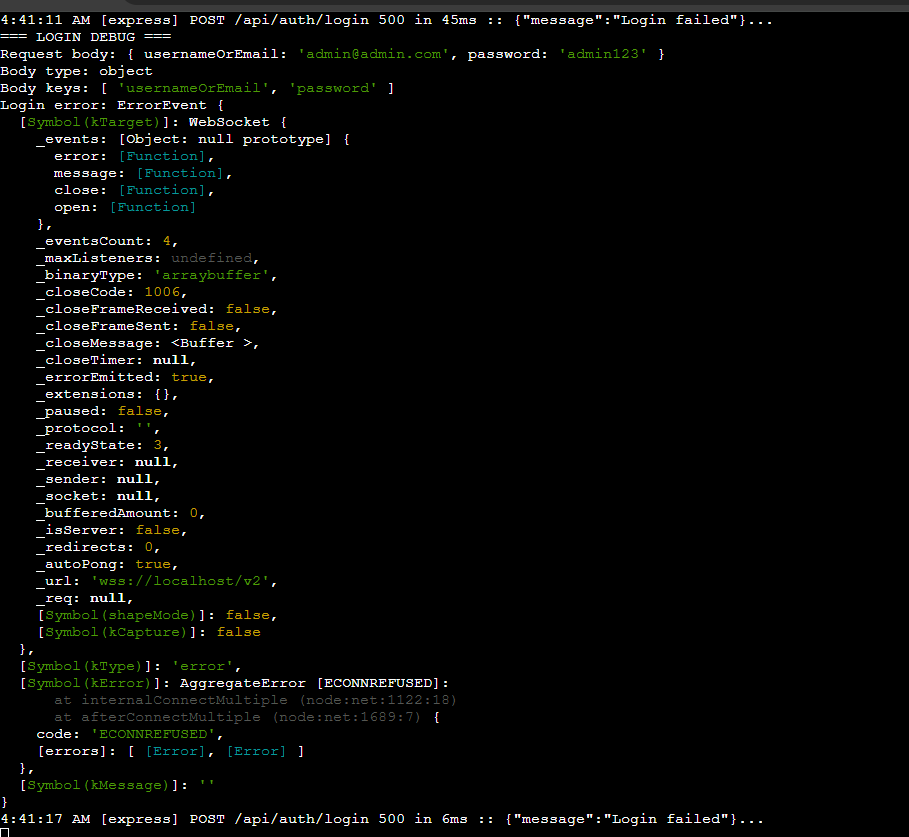 4:41:11 AM [express] POST /api/auth/login 500 in 45ms :: {"message":"Login failed"}...
=== LOGIN DEBUG ===
Request body: { usernameOrEmail: 'admin@admin.com', password: 'admin123' }
Body type: object
Body keys: [ 'usernameOrEmail', 'password' ]
Login error: ErrorEvent {
  [Symbol(kTarget)]: WebSocket {
    _events: [Object: null prototype] {
      error: [Function],
      message: [Function],
      close: [Function],
      open: [Function]
    },
    _eventsCount: 4,
    _maxListeners: undefined,
    _binaryType: 'arraybuffer',
    _closeCode: 1006,
    _closeFrameReceived: false,
    _closeFrameSent: false,
    _closeMessage: <Buffer >,
    _closeTimer: null,
    _errorEmitted: true,
    _extensions: {},
    _paused: false,
    _protocol: '',
    _readyState: 3,
    _receiver: null,
    _sender: null,
    _socket: null,
    _bufferedAmount: 0,
    _isServer: false,
    _redirects: 0,
    _autoPong: true,
    _url: 'wss://localhost/v2',
    _req: null,
    [Symbol(shapeMode)]: false,
    [Symbol(kCapture)]: false
  },
  [Symbol(kType)]: 'error',
  [Symbol(kError)]: AggregateError [ECONNREFUSED]:
      at internalConnectMultiple (node:net:1122:18)
      at afterConnectMultiple (node:net:1689:7) {
    code: 'ECONNREFUSED',
    [errors]: [ [Error], [Error] ]
  },
  [Symbol(kMessage)]: ''
}
4:41:17 AM [express] POST /api/auth/login 500 in 6ms :: {"message":"Login failed"}...